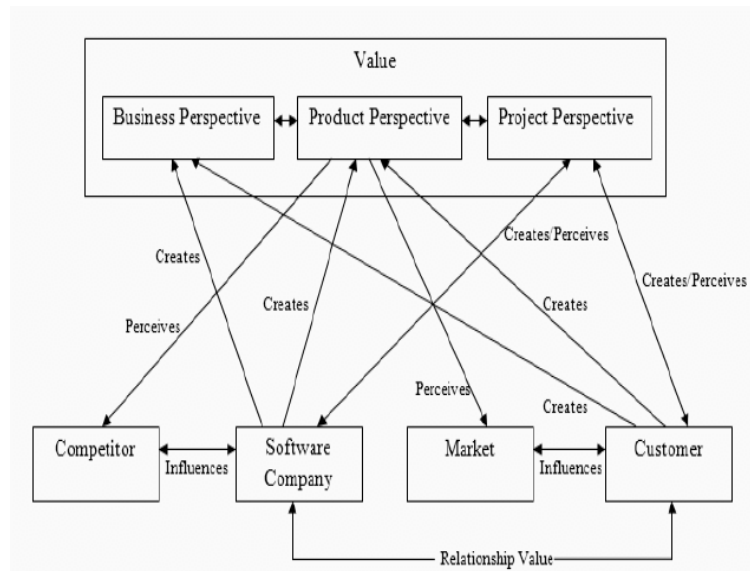 Value
Business Perspective
Product Perspective
Project Perspective
Creates/Perceives
Creates
Creates/Perceives
Creates
Creates
Perceives
Perceives
Creates
Competitor
Influences
Software
Company
Market
Influences
Customer
Relationship Value